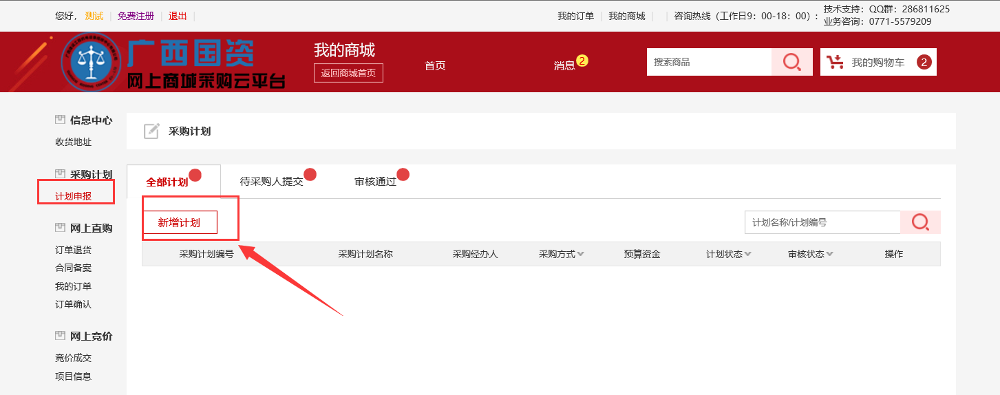 您好， 测试 免费注册 退出
我的订单 我的商城 咨询热线（工作日9：00-18：00）： 技术支持：QQ群：286811625
业务咨询：0771-5579209
广西国资
网上商城采购云平台
我的商城
返回商城首页
首页
消息 2
搜索商品
我的购物车 2
信息中心
收货地址
采购计划
计划申报
网上直购
订单退货
合同备案
我的订单
订单确认
网上竞价
竞价成交
项目信息
采购计划
全部计划 待采购人提交 审核通过
新增计划
计划名称/计划编号
采购计划编号 采购计划名称 采购经办人 采购方式 预算资金 计划状态 审核状态 操作